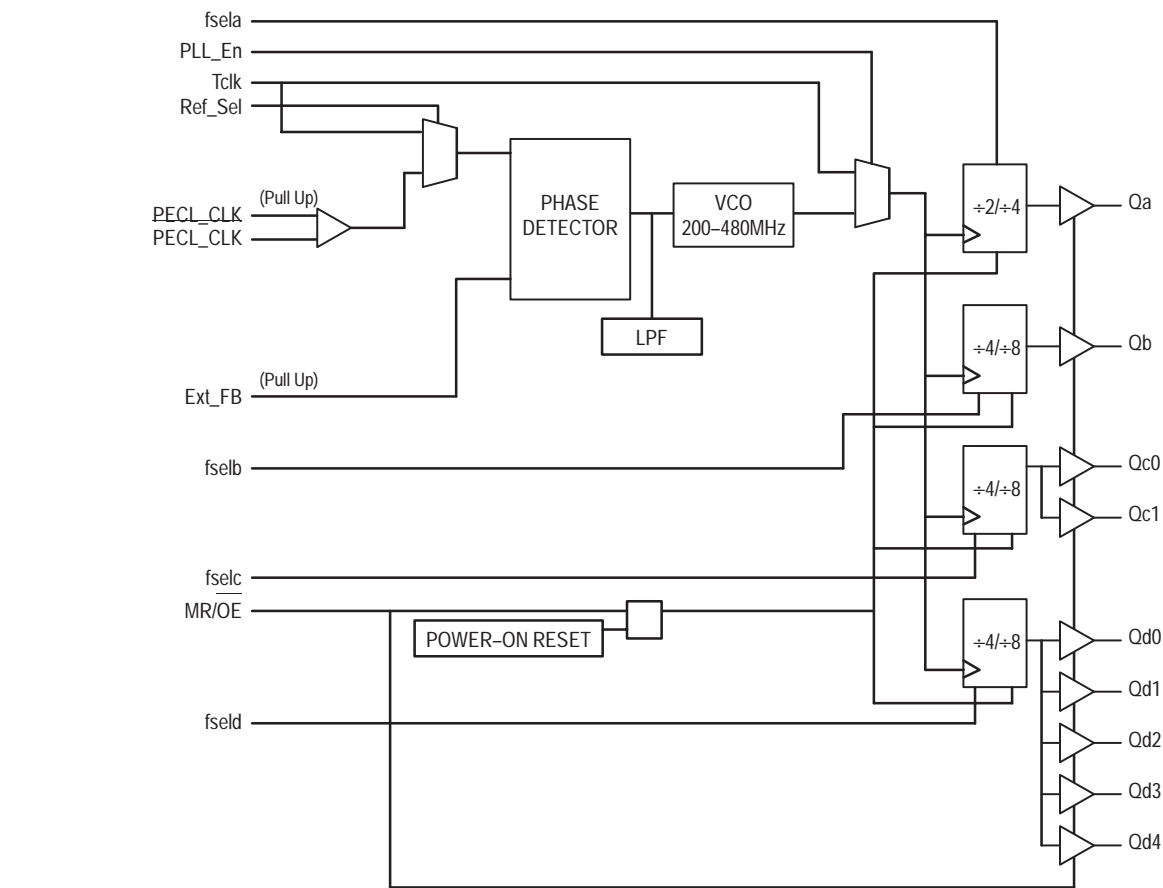 fsela
PLL_En
Tclk
Ref_Sel
(Pull Up)
PECL_CLK
PECL_CLK
PHASE
DETECTOR
VCO
200–480MHz
LPF
÷2/÷4
Qa
(Pull Up)
Ext_FB
÷4/÷8
Qb
fselb
÷4/÷8
Qc0
Qc1
fselc
MR/OE
POWER–ON RESET
÷4/÷8
Qd0
Qd1
Qd2
Qd3
Qd4
fseld